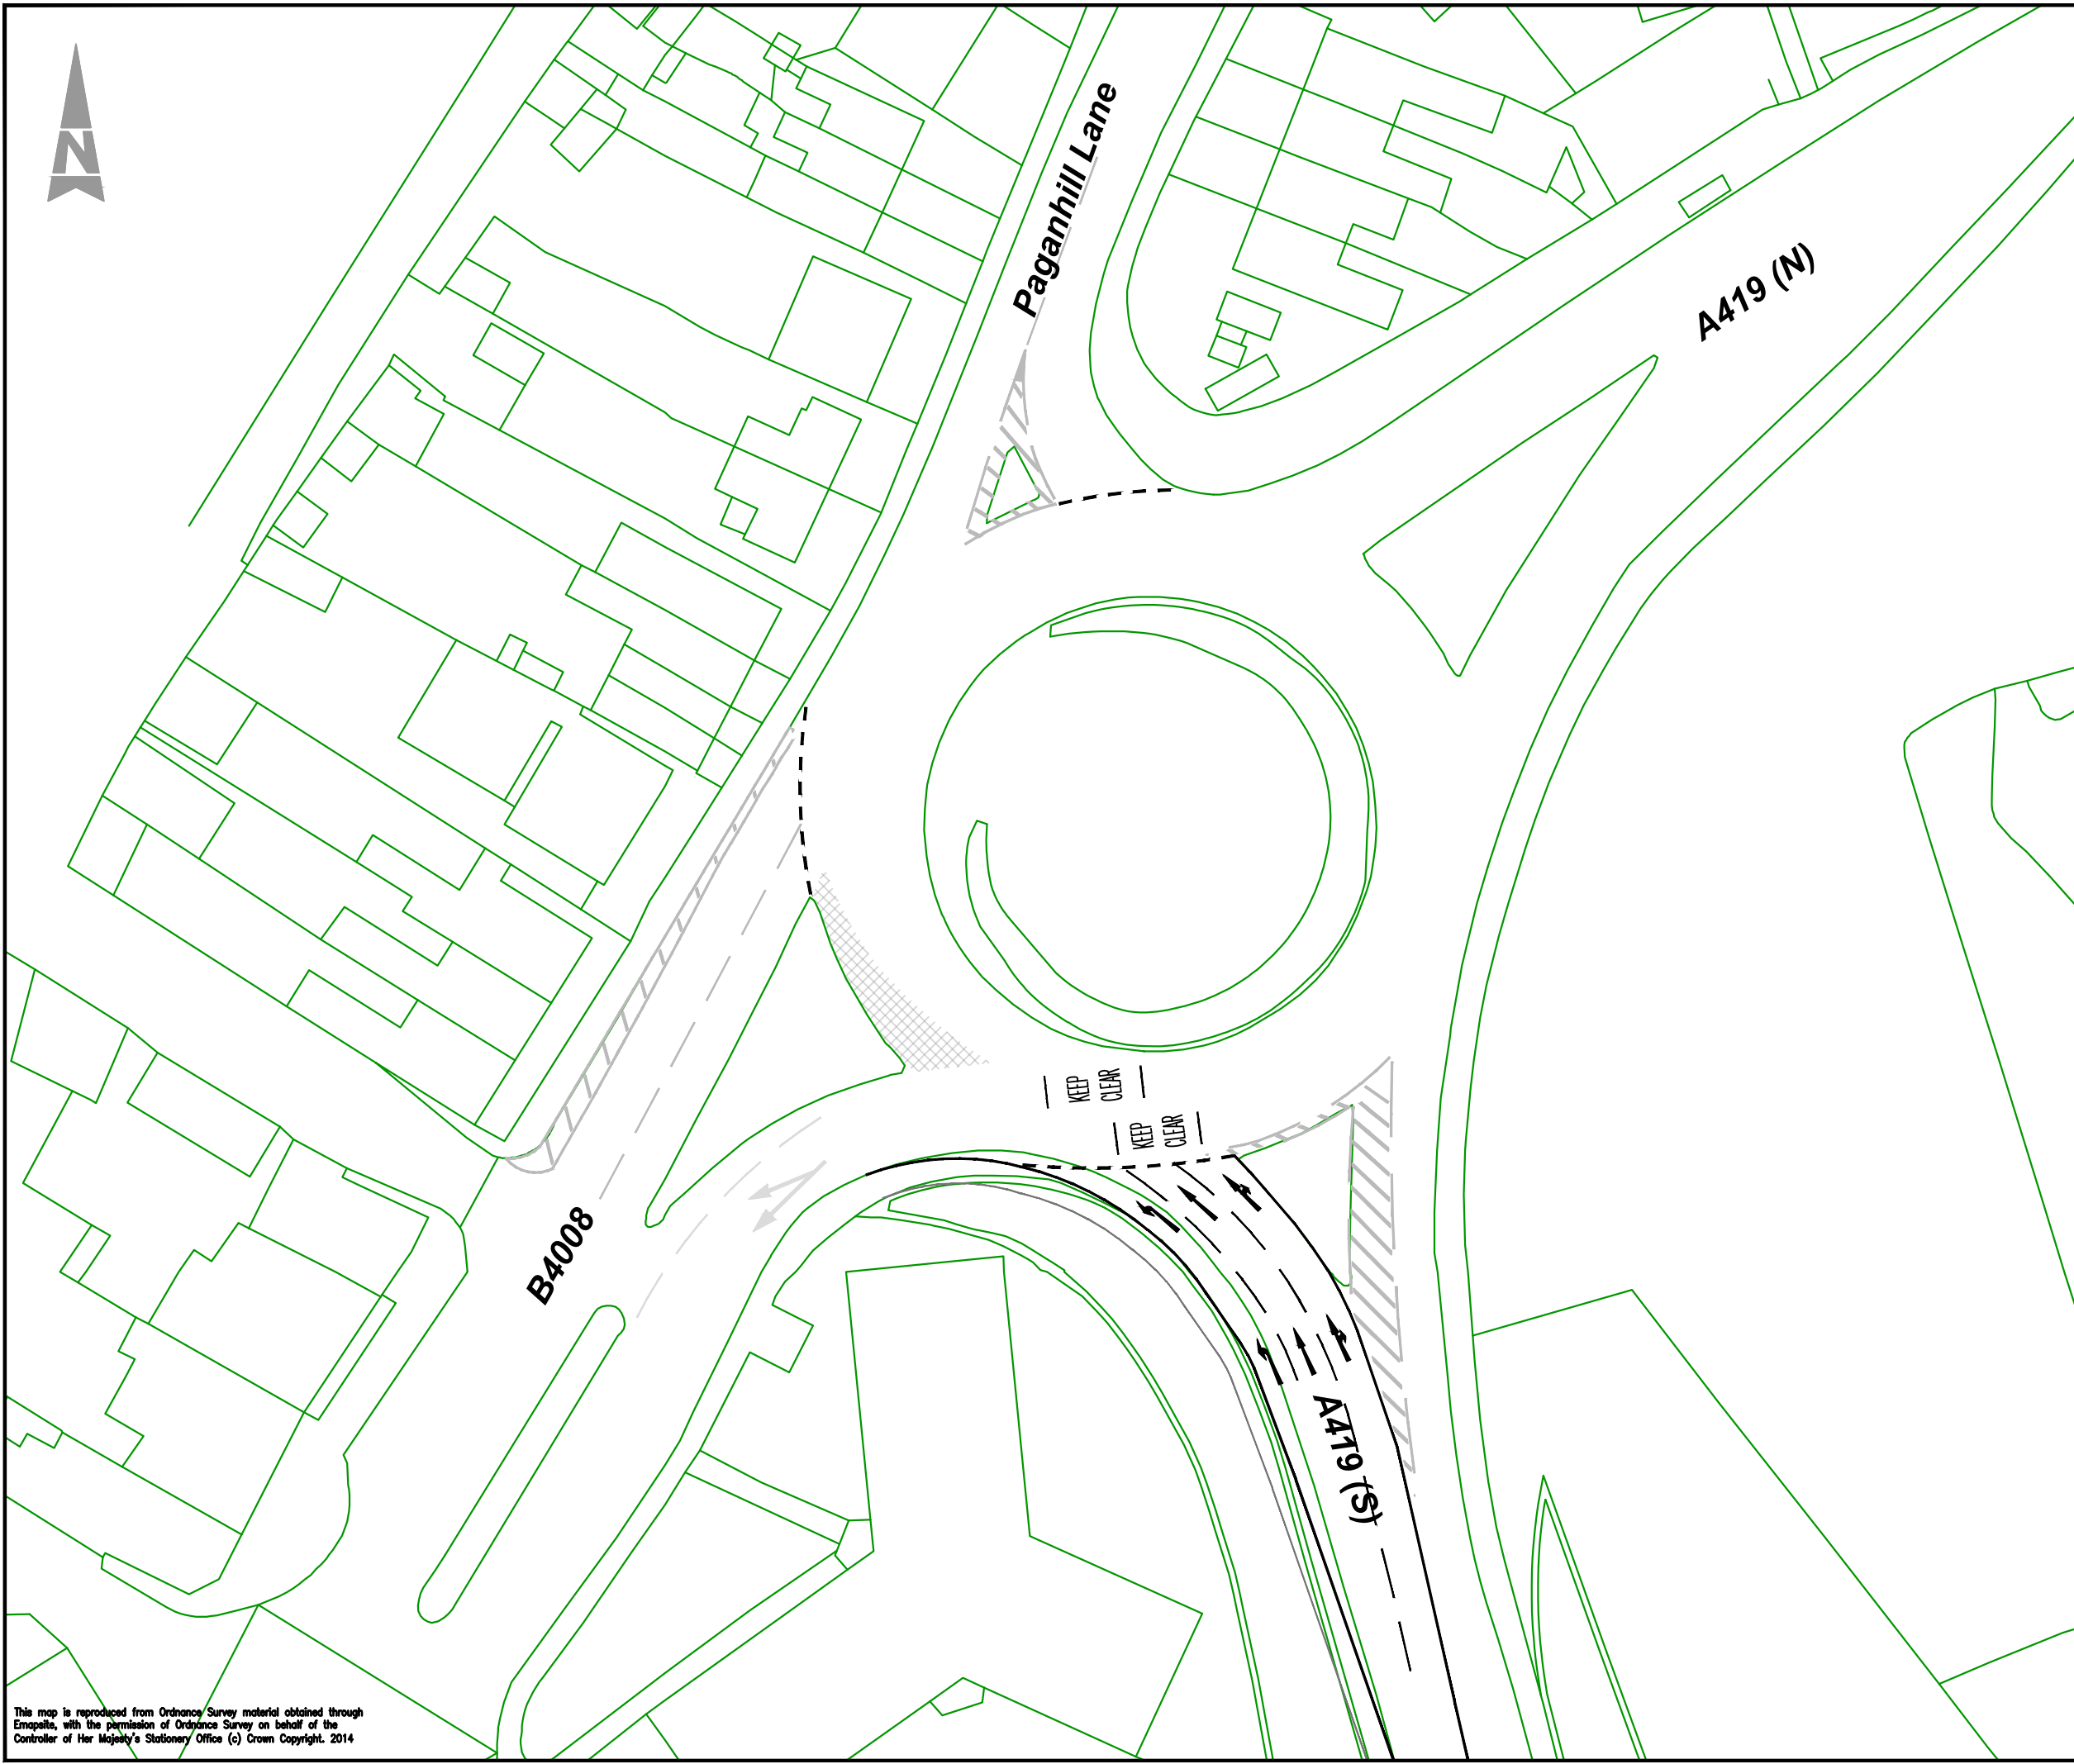 N
Paganhill Lane
A419 (N)
KEEP
CLEAR
KEEP
CLEAR
B4008
A419 (S)
This map is reproduced from Ordnance Survey material obtained through
Emapsite, with the permission of Ordnance Survey on behalf of the
Controller of Her Majesty's Stationery Office (c) Crown Copyright. 2014